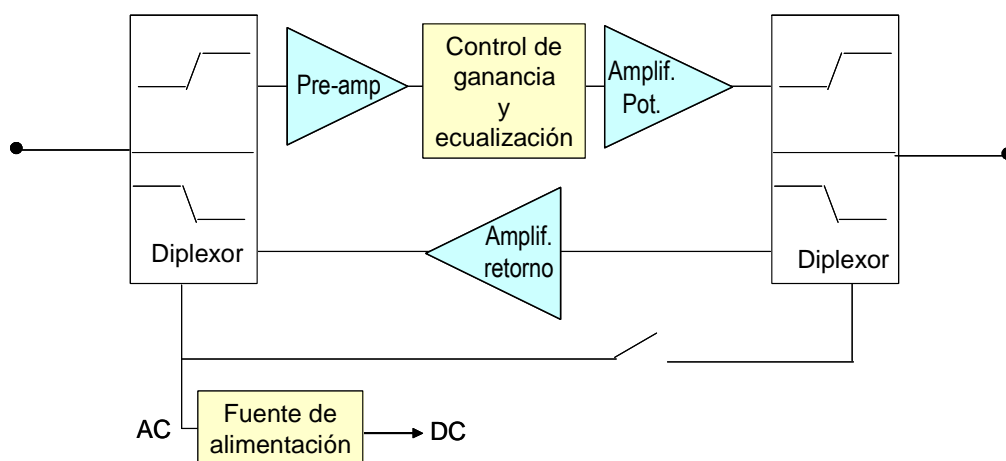 Pre-amp
Control de
ganancia
y
ecualización
Amplif.
Pot.
Diplexor
Amplif.
retorno
Diplexor
AC
Fuente de
alimentación
DC